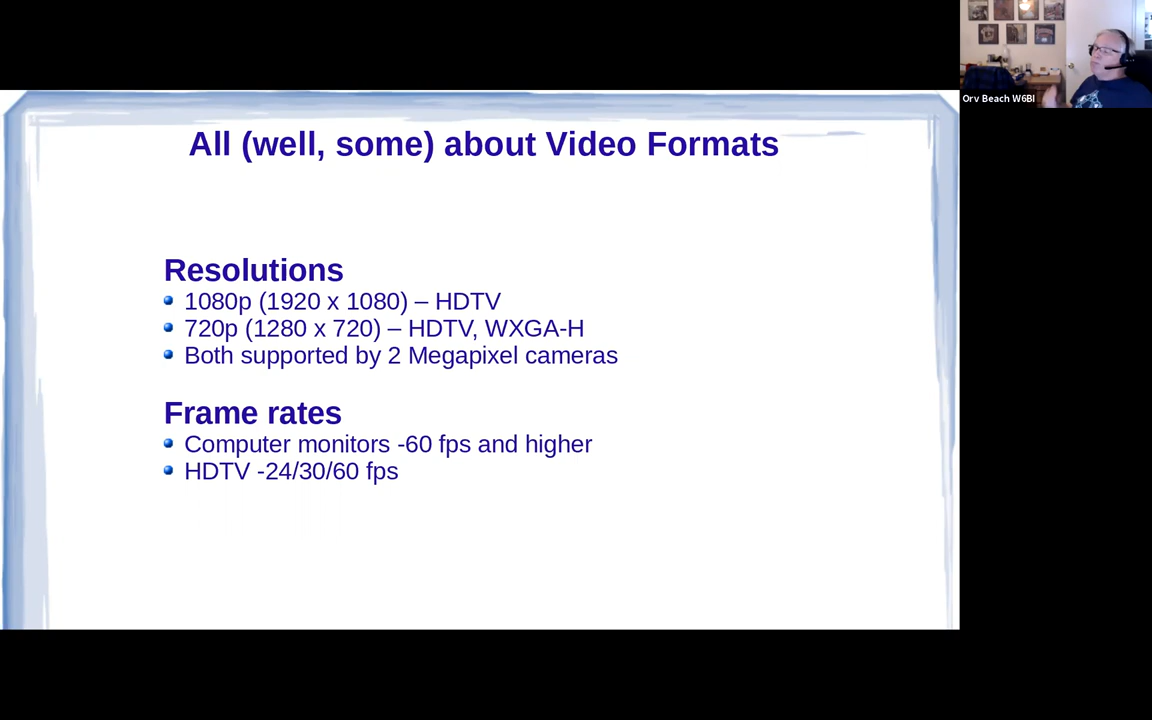 Orv Beach W6BI
All (well, some) about Video Formats
Resolutions
1080p (1920 x 1080) – HDTV
720p (1280 x 720) – HDTV, WXGA-H
Both supported by 2 Megapixel cameras
Frame rates
Computer monitors -60 fps and higher
HDTV -24/30/60 fps